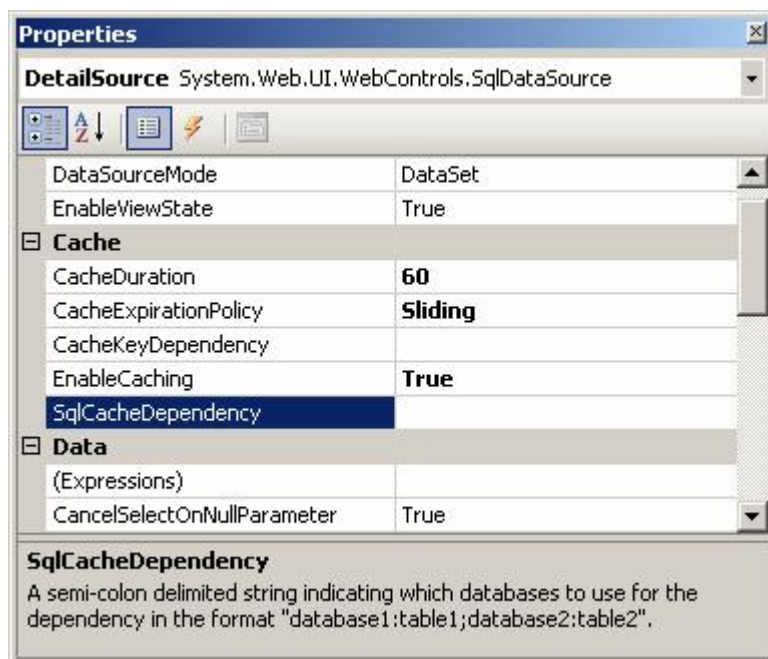 Properties
DetailSource System.Web.UI.WebControls.SqlDataSource
DataSourceMode DataSet
EnableViewState True
Cache
CacheDuration 60
CacheExpirationPolicy Sliding
CacheKeyDependency
EnableCaching True
SqlCacheDependency
Data
(Expressions)
CancelSelectOnNullParameter True
SqlCacheDependency
A semi-colon delimited string indicating which databases to use for the
dependency in the format "database1:table1;database2:table2".